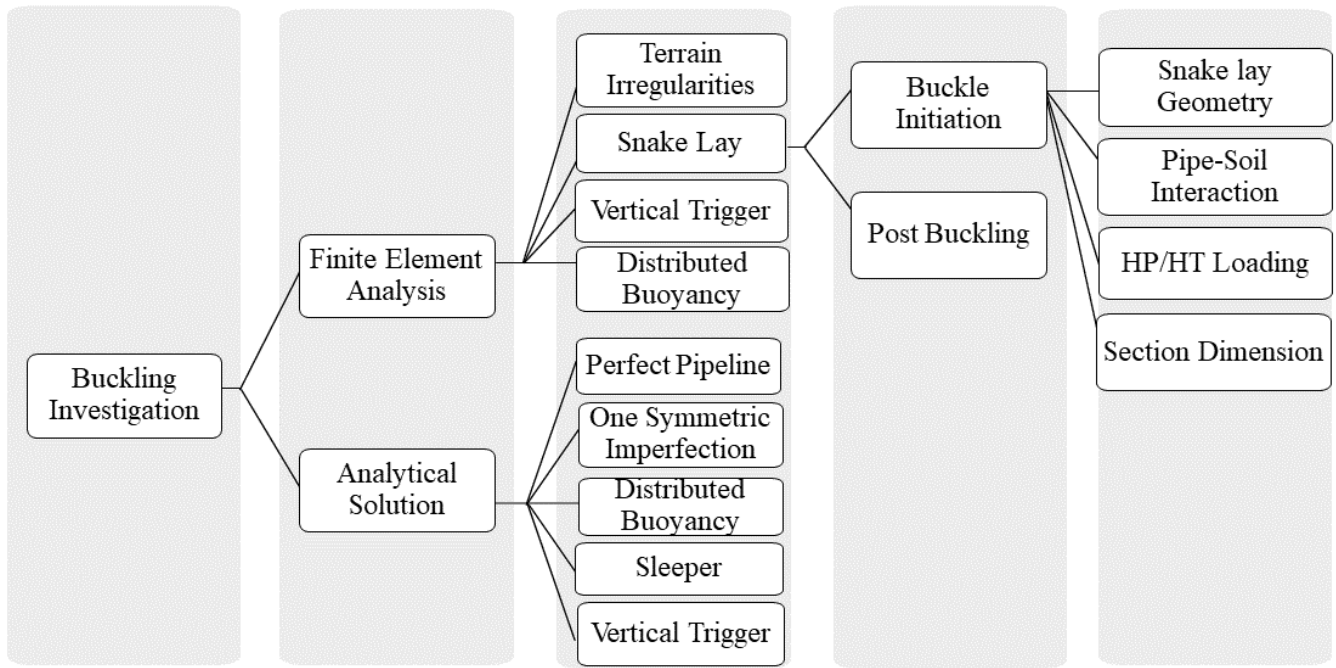 Buckling
Investigation
Finite Element
Analysis
Analytical
Solution
Terrain
Irregularities
Snake Lay
Vertical Trigger
Distributed
Buoyancy
Perfect Pipeline
One Symmetric
Imperfection
Distributed
Buoyancy
Sleeper
Vertical Trigger
Buckle
Initiation
Post Buckling
Snake lay
Geometry
Pipe-Soil
Interaction
HP/HT Loading
Section Dimension